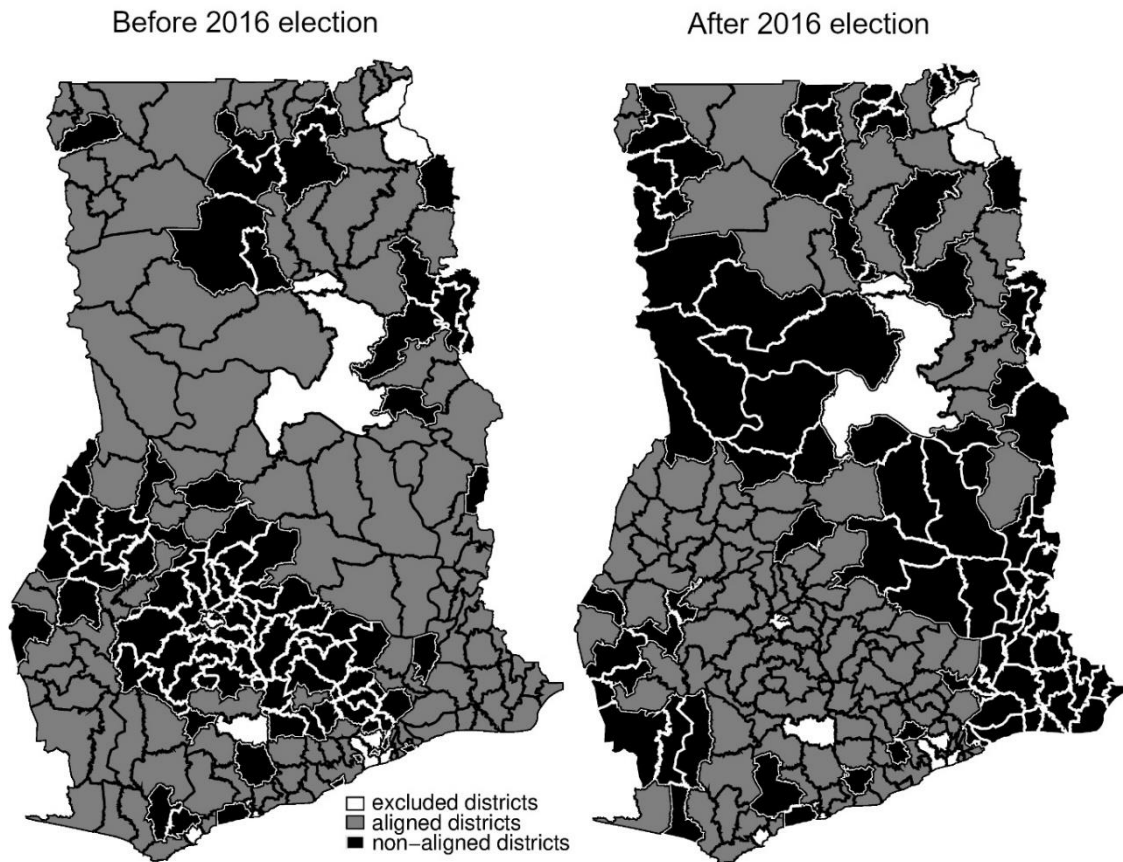 Before 2016 election
After 2016 election
excluded districts
aligned districts
non−aligned districts